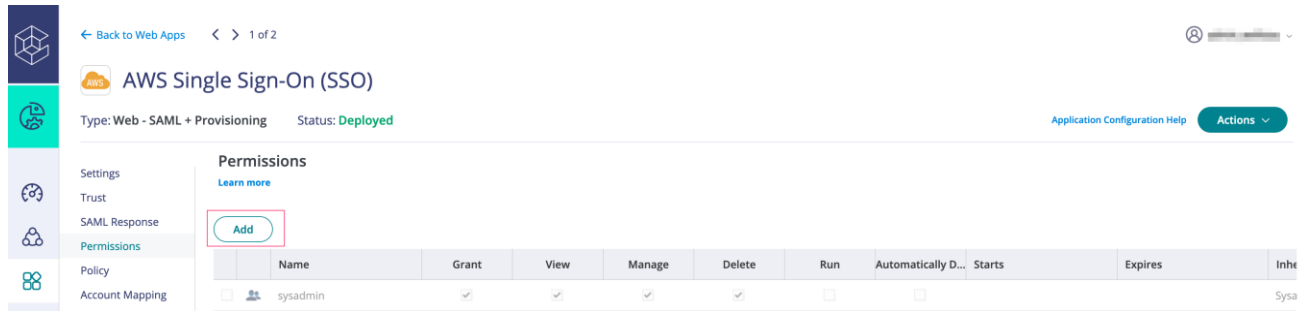 ← Back to Web Apps < > 1 of 2
AWS AWS Single Sign-On (SSO)
Type: Web - SAML + Provisioning Status: Deployed Application Configuration Help Actions
Settings
Trust
SAML Response
Permissions
Policy
Account Mapping
Permissions
Learn more
Add
Name Grant View Manage Delete Run Automatically D... Starts Expires Inhe
sysadmin Sysa